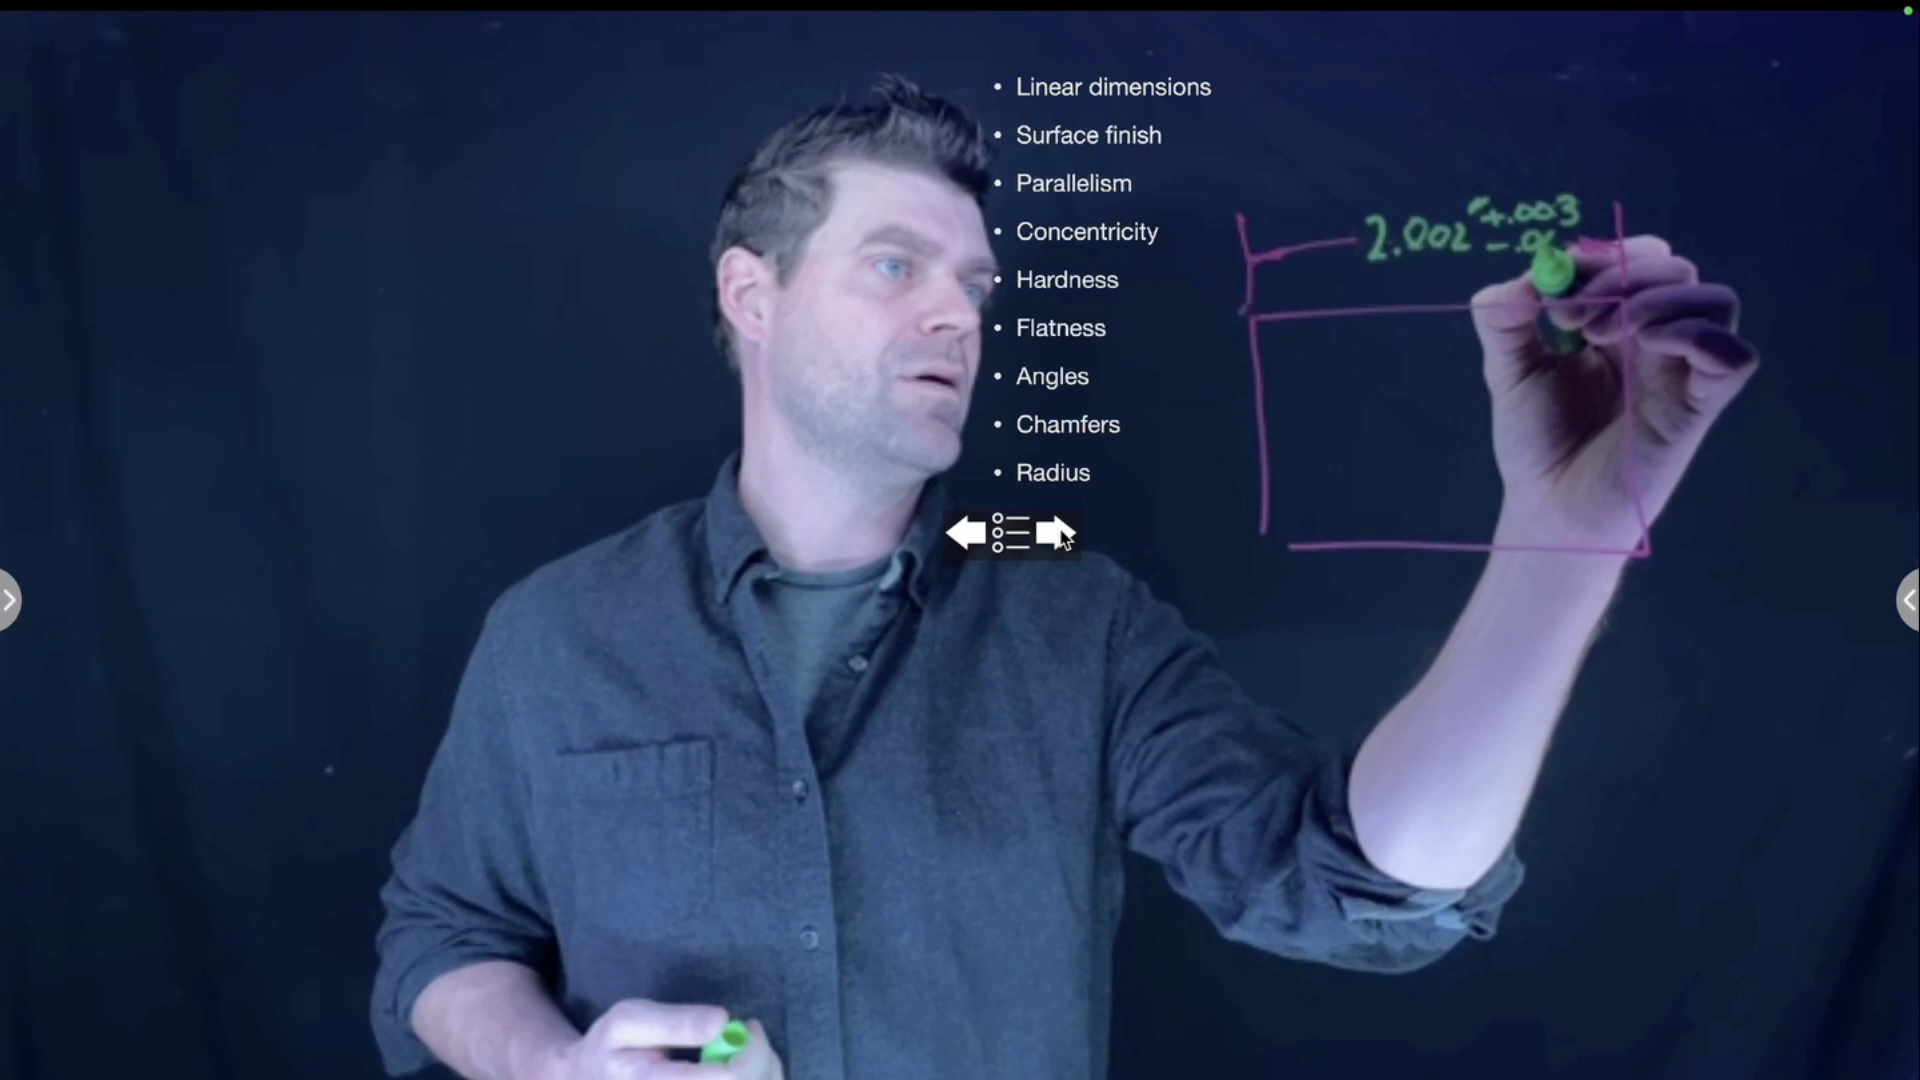 Linear dimensions
Surface finish
Parallelism
Concentricity
Hardness
Flatness
Angles
Chamfers
Radius
2.002" +.003